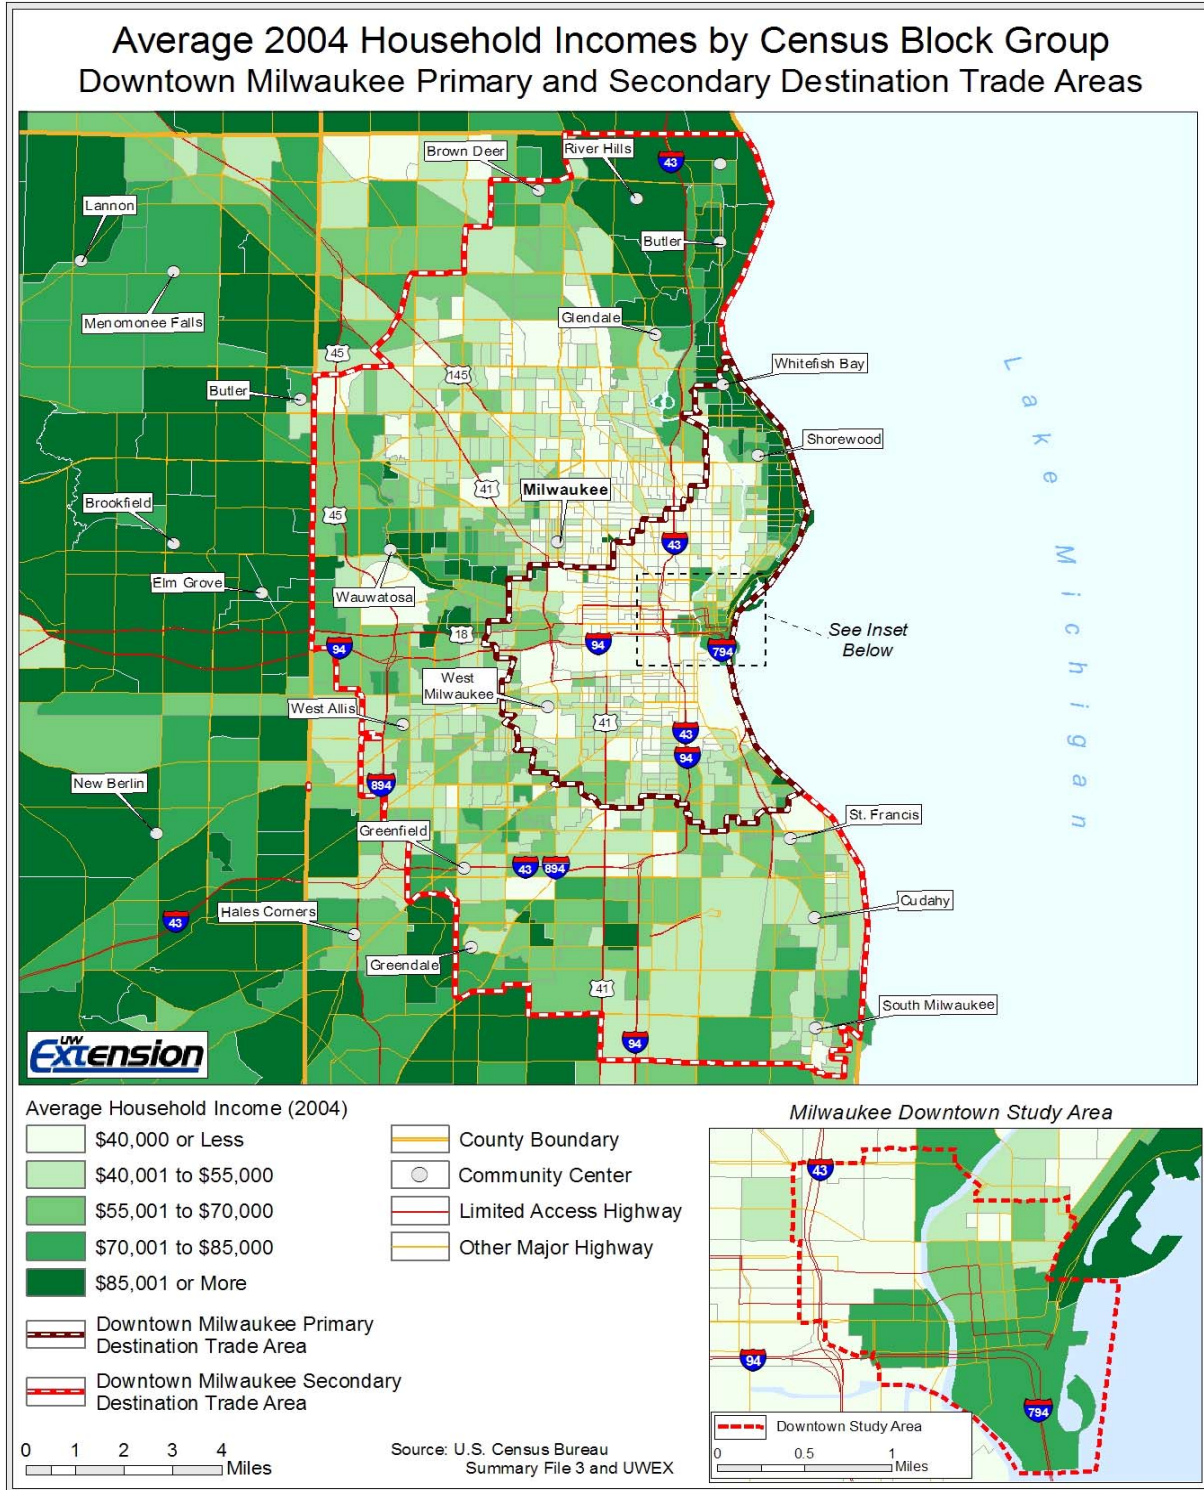 Average 2004 Household Incomes by Census Block Group
Downtown Milwaukee Primary and Secondary Destination Trade Areas
Brown Deer
River Hills
43
Lannon
Butler
Menomonee Falls
Glendale
45
145
Whitefish Bay
Butler
Shorewood
Lake Michigan
41
Milwaukee
Brookfield
45
43
Elm Grove
Wauwatosa
18
See Inset
Below
94
94
794
West
Milwaukee
West Allis
41
43
94
New Berlin
894
St. Francis
Greenfield
43
894
Cudahy
Hales Corners
43
Greendale
41
South Milwaukee
94
UW
Extension
Average Household Income (2004)
$40,000 or Less
$40,001 to $55,000
$55,001 to $70,000
$70,001 to $85,000
$85,001 or More
Downtown Milwaukee Primary
Destination Trade Area
Downtown Milwaukee Secondary
Destination Trade Area
County Boundary
Community Center
Limited Access Highway
Other Major Highway
0 1 2 3 4
Miles
Source: U.S. Census Bureau
Summary File 3 and UWEX
Milwaukee Downtown Study Area
43
94
794
Downtown Study Area
0 0.5 1
Miles